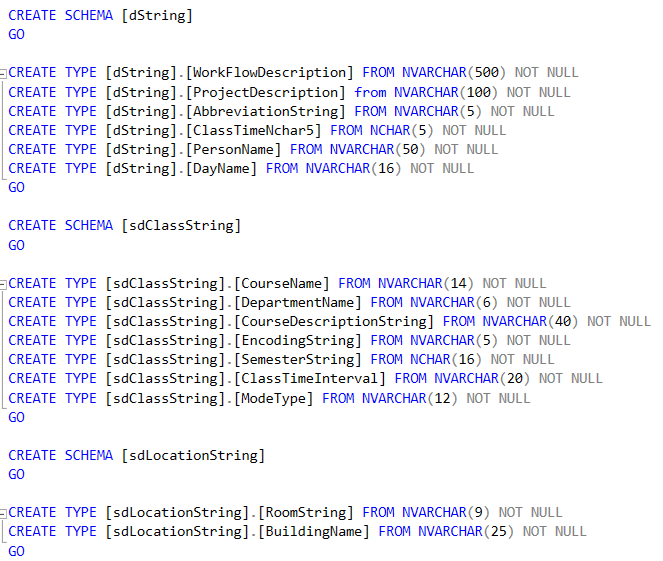 CREATE SCHEMA [dString]
GO
CREATE TYPE [dString].[WorkFlowDescription] FROM NVARCHAR(500) NOT NULL
CREATE TYPE [dString].[ProjectDescription] from NVARCHAR(100) NOT NULL
CREATE TYPE [dString].[AbbreviationString] FROM NVARCHAR(5) NOT NULL
CREATE TYPE [dString].[ClassTimeNchar5] FROM NCHAR(5) NOT NULL
CREATE TYPE [dString].[PersonName] FROM NVARCHAR(50) NOT NULL
CREATE TYPE [dString].[DayName] FROM NVARCHAR(16) NOT NULL
GO
CREATE SCHEMA [sdClassString]
GO
CREATE TYPE [sdClassString].[CourseName] FROM NVARCHAR(14) NOT NULL
CREATE TYPE [sdClassString].[DepartmentName] FROM NVARCHAR(6) NOT NULL
CREATE TYPE [sdClassString].[CourseDescriptionString] FROM NVARCHAR(40) NOT NULL
CREATE TYPE [sdClassString].[EncodingString] FROM NVARCHAR(5) NOT NULL
CREATE TYPE [sdClassString].[SemesterString] FROM NCHAR(16) NOT NULL
CREATE TYPE [sdClassString].[ClassTimeInterval] FROM NVARCHAR(20) NOT NULL
CREATE TYPE [sdClassString].[ModeType] FROM NVARCHAR(12) NOT NULL
GO
CREATE SCHEMA [sdLocationString]
GO
CREATE TYPE [sdLocationString].[RoomString] FROM NVARCHAR(9) NOT NULL
CREATE TYPE [sdLocationString].[BuildingName] FROM NVARCHAR(25) NOT NULL
GO